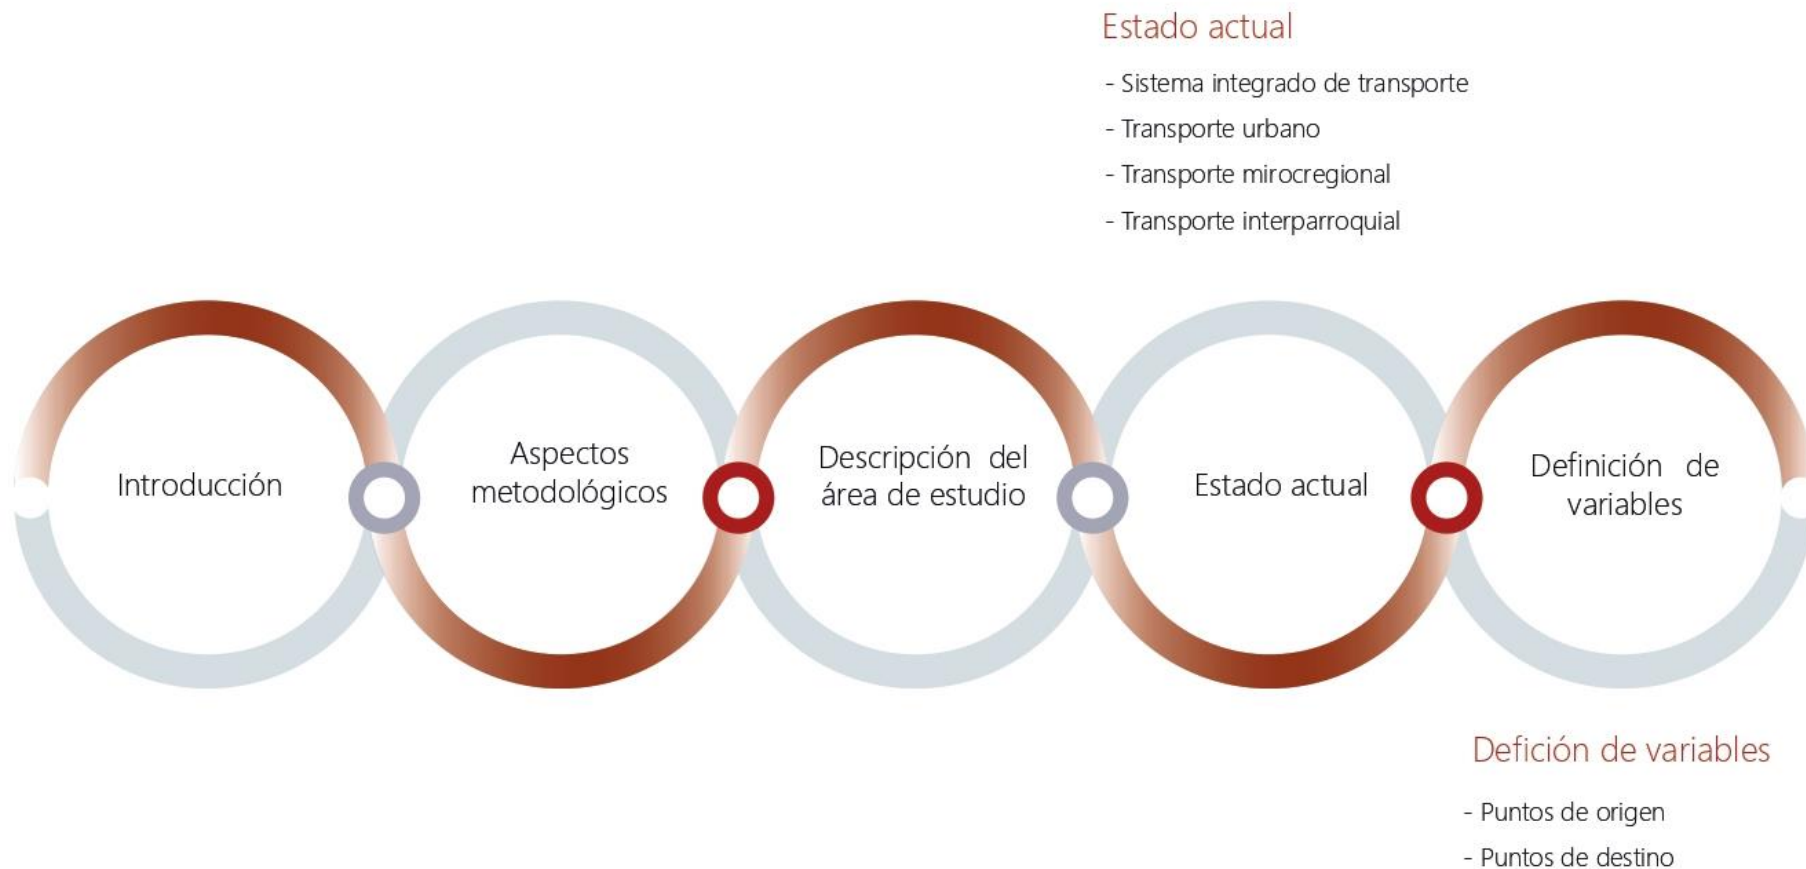 Estado actual
- Sistema integrado de transporte
- Transporte urbano
- Transporte mirocregional
- Transporte interparroquial
Introducción
Aspectos
metodológicos
Descripción del
área de estudio
Estado actual
Definición de
variables
Defición de variables
- Puntos de origen
- Puntos de destino